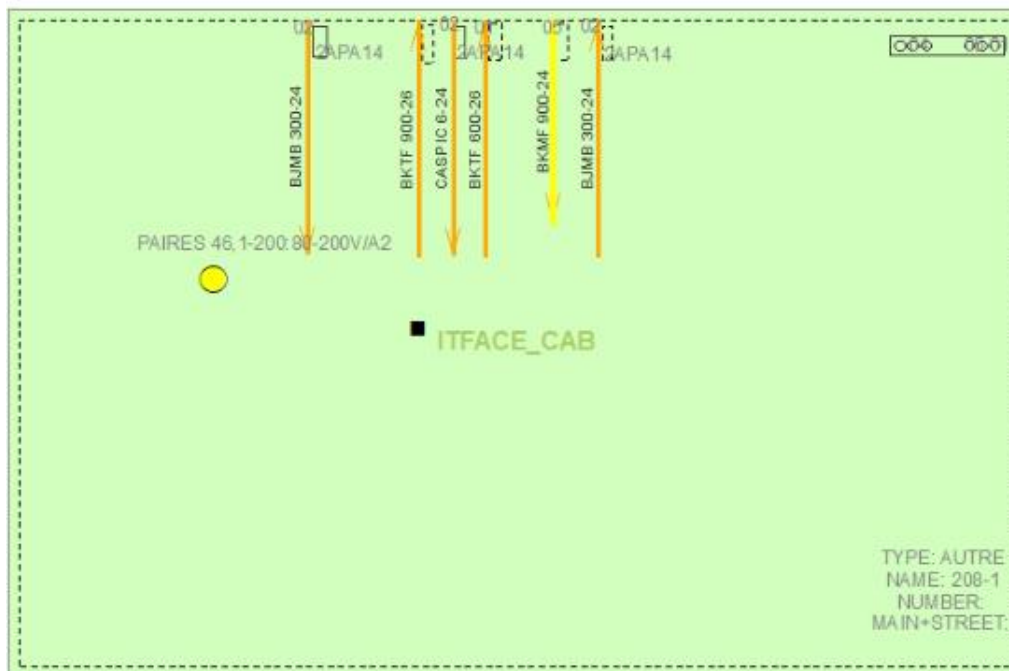 02
02
03
02
2APA14
2APA14
2APA14
BJMB 300-24
BKTF 900-26
CASPIC 6-24
BKTF 600-26
BKMF 900-24
BJMB 300-24
PAIRES 46,1-200:80-200V/A2
ITFACE_CAB
TYPE: AUTRE
NAME: 208-1
NUMBER:
MAIN+STREET: